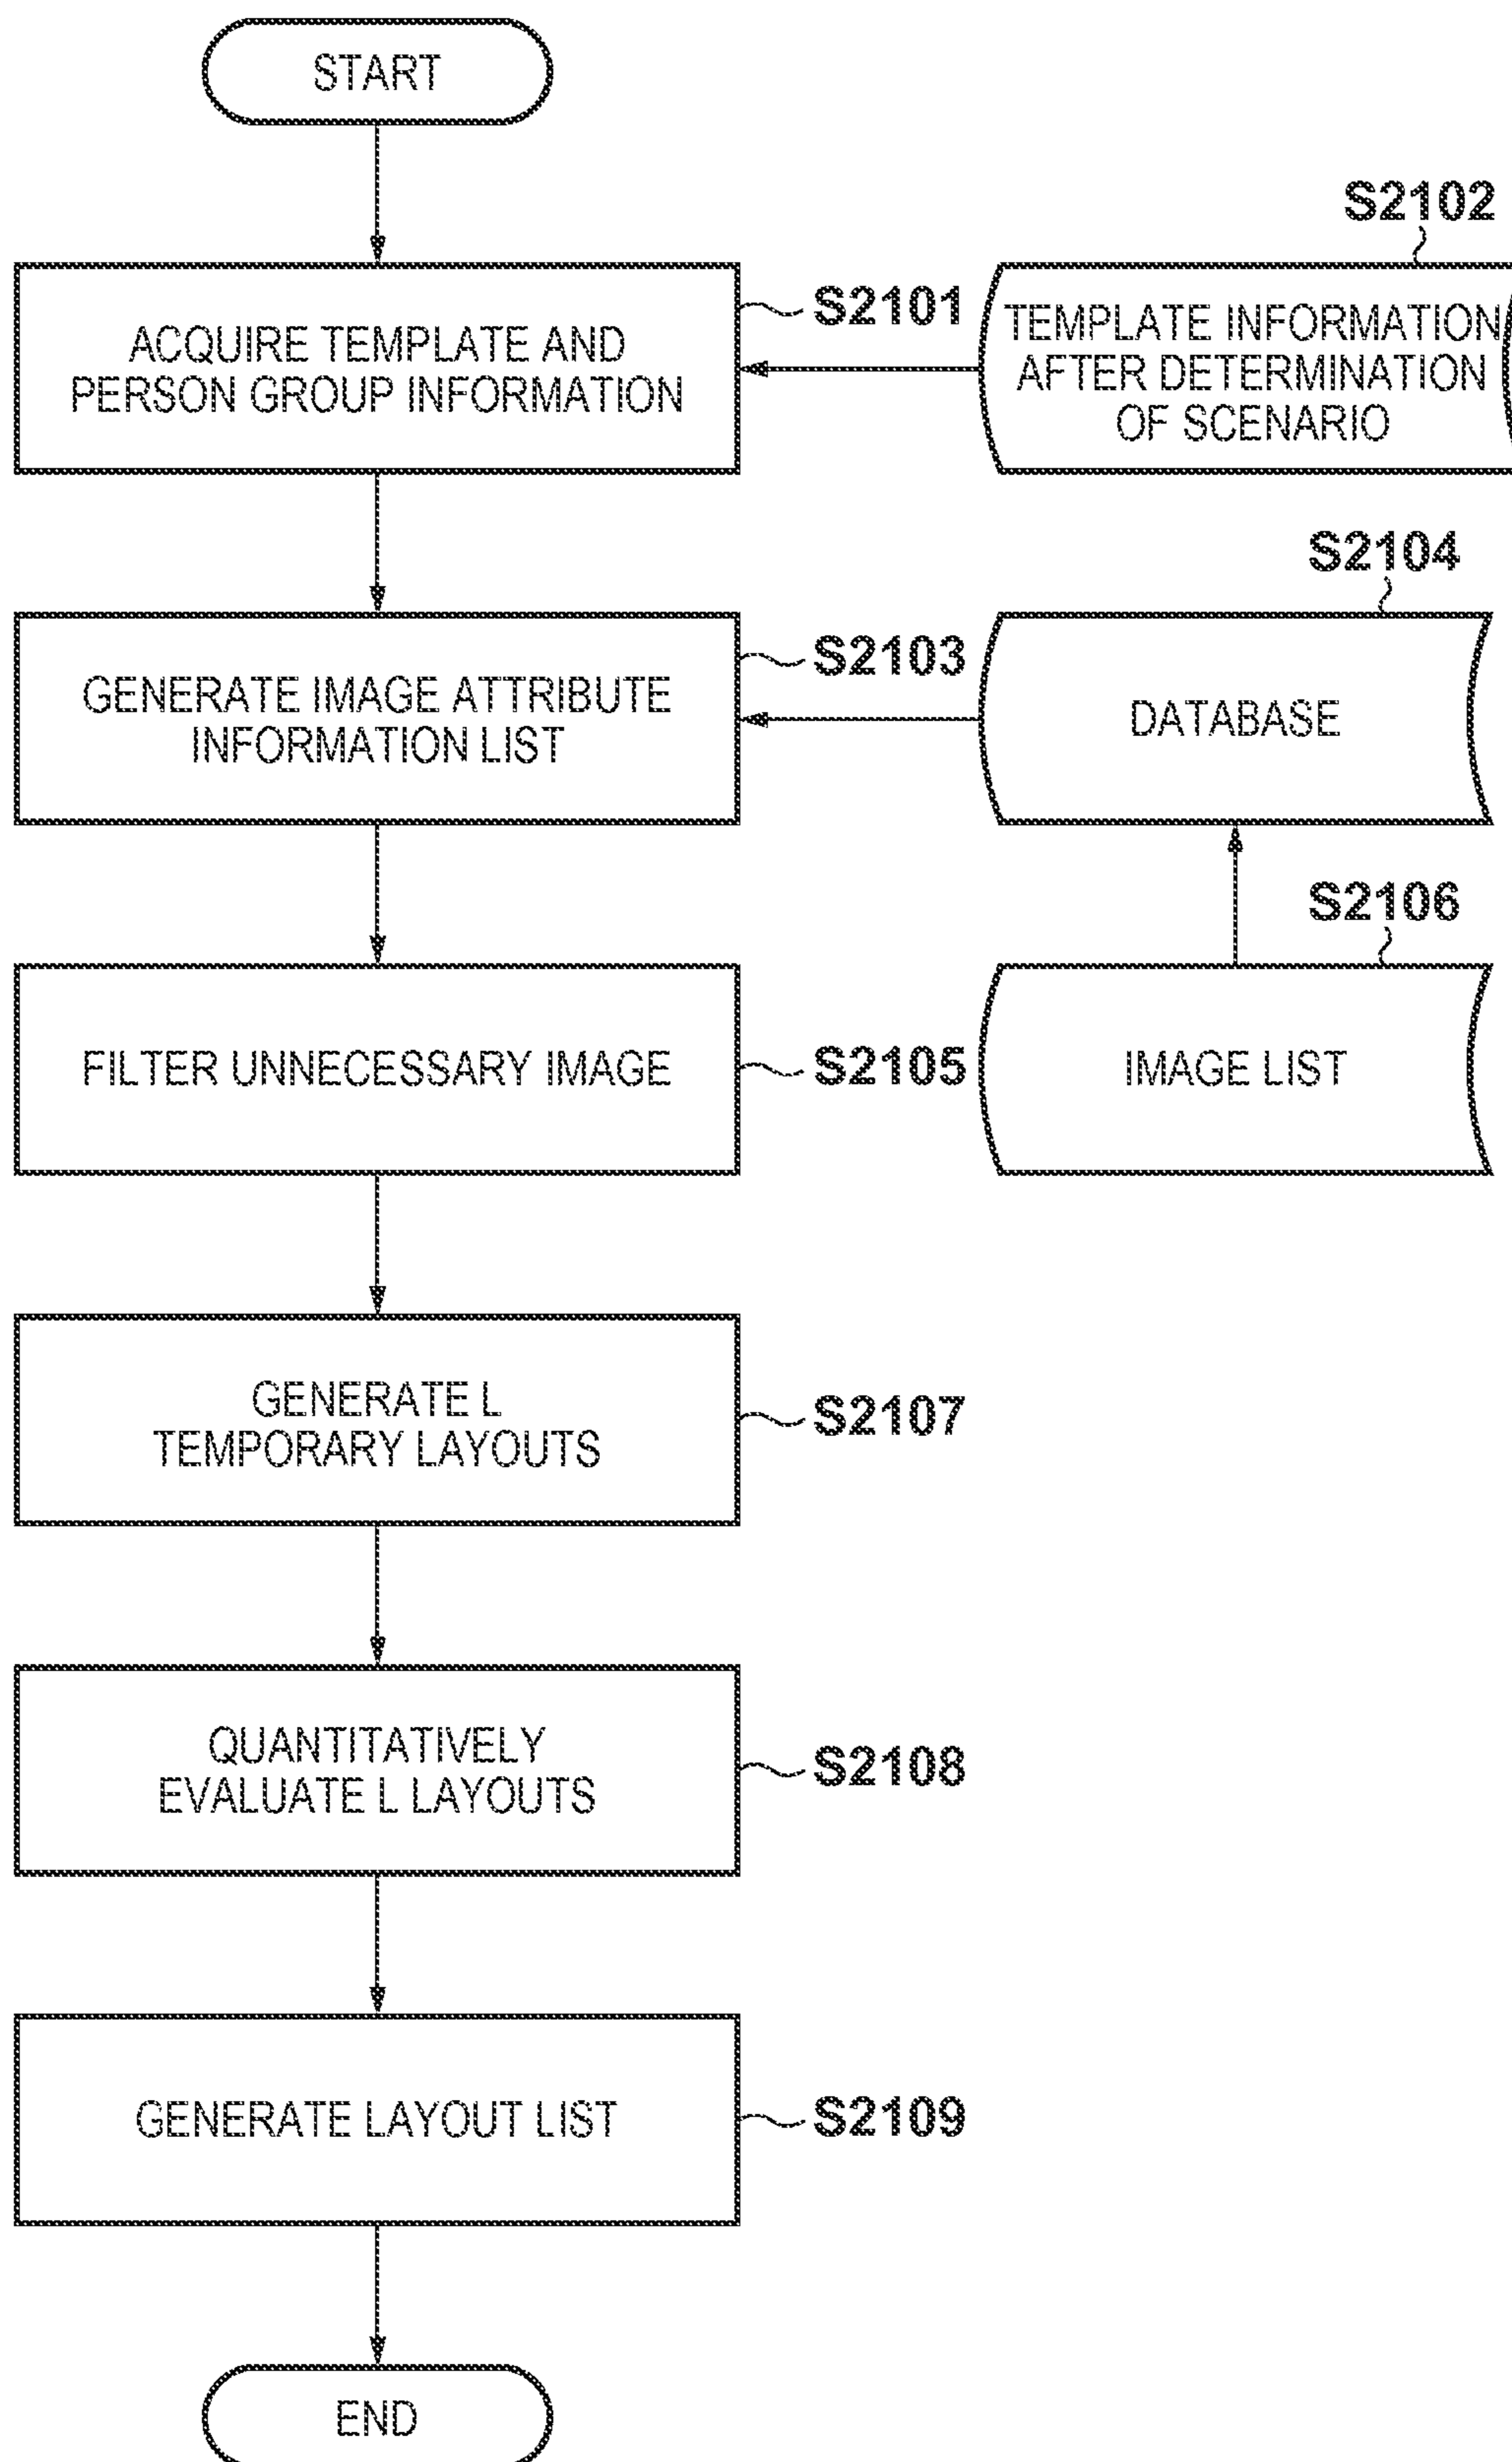 START
S2102
ACQUIRE TEMPLATE AND
PERSON GROUP INFORMATION
S2101
TEMPLATE INFORMATION
AFTER DETERMINATION
OF SCENARIO
S2104
GENERATE IMAGE ATTRIBUTE
INFORMATION LIST
S2103
DATABASE
S2106
FILTER UNNECESSARY IMAGE
S2105
IMAGE LIST
GENERATE L
TEMPORARY LAYOUTS
S2107
QUANTITATIVELY
EVALUATE L LAYOUTS
S2108
GENERATE LAYOUT LIST
S2109
END